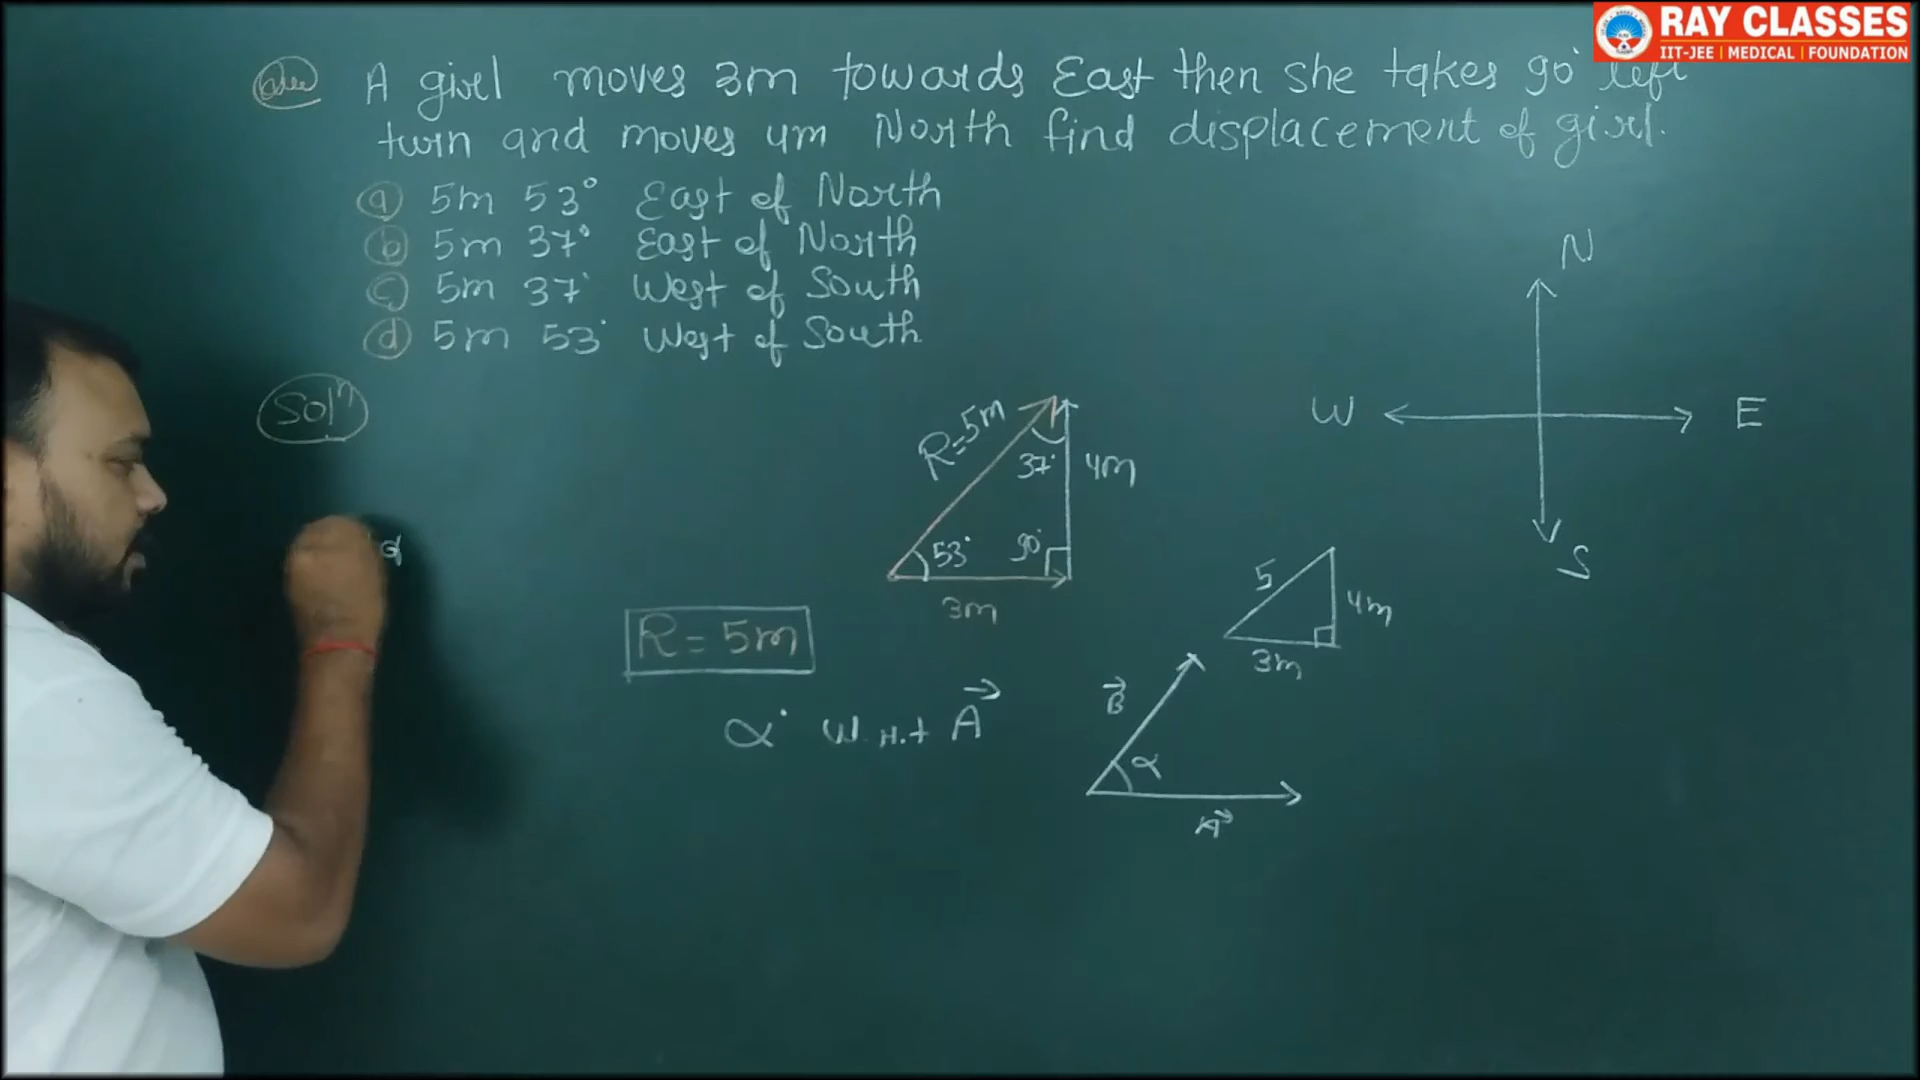 RAY CLASSES
IIT-JEE | MEDICAL | FOUNDATION
A girl moves 3m towards East then she takes 90° left
turn and moves 4m North find displacement of girl.
(a) 5m 53° East of North
(b) 5m 37° East of North
(c) 5m 37° West of South
(d) 5m 53° West of South
Solⁿ
N
W
E
S
R=5m
37°
4m
53°
90°
3m
α
R = 5m
5
4m
3m
α° w.r.t A⃗
B⃗
α
A⃗